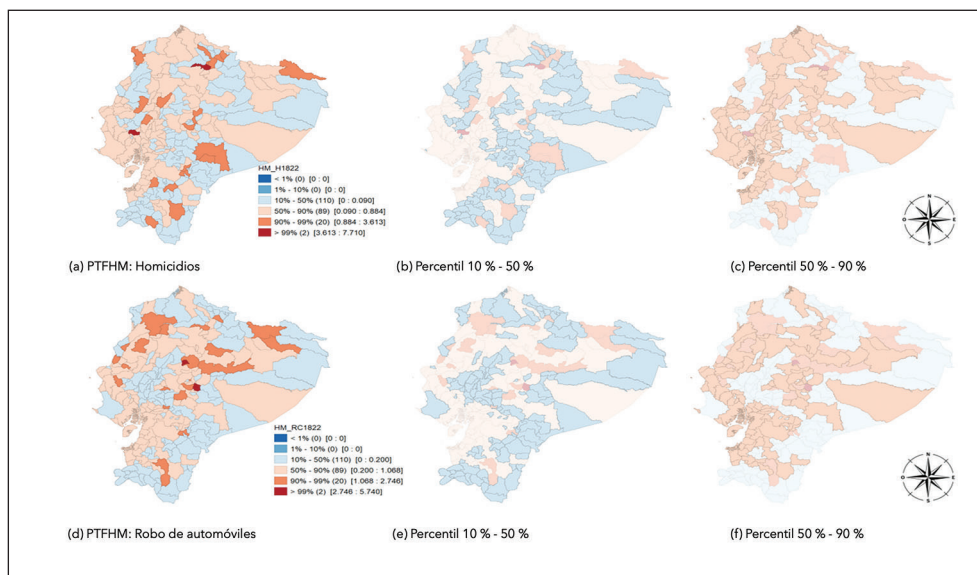 HM_H1822
< 1% (0) [0 : 0]
1% - 10% (0) [0 : 0]
10% - 50% (110) [0 : 0.090]
50% - 90% (89) [0.090 : 0.884]
90% - 99% (20) [0.884 : 3.613]
> 99% (2) [3.613 : 7.710]
N
O
E
S
(a) PTFHM: Homicidios
(b) Percentil 10 % - 50 %
(c) Percentil 50 % - 90 %
HM_RC1822
< 1% (0) [0 : 0]
1% - 10% (0) [0 : 0]
10% - 50% (110) [0 : 0.200]
50% - 90% (89) [0.200 : 1.068]
90% - 99% (20) [1.068 : 2.746]
> 99% (2) [2.746 : 5.740]
N
O
E
S
(d) PTFHM: Robo de automóviles
(e) Percentil 10 % - 50 %
(f) Percentil 50 % - 90 %